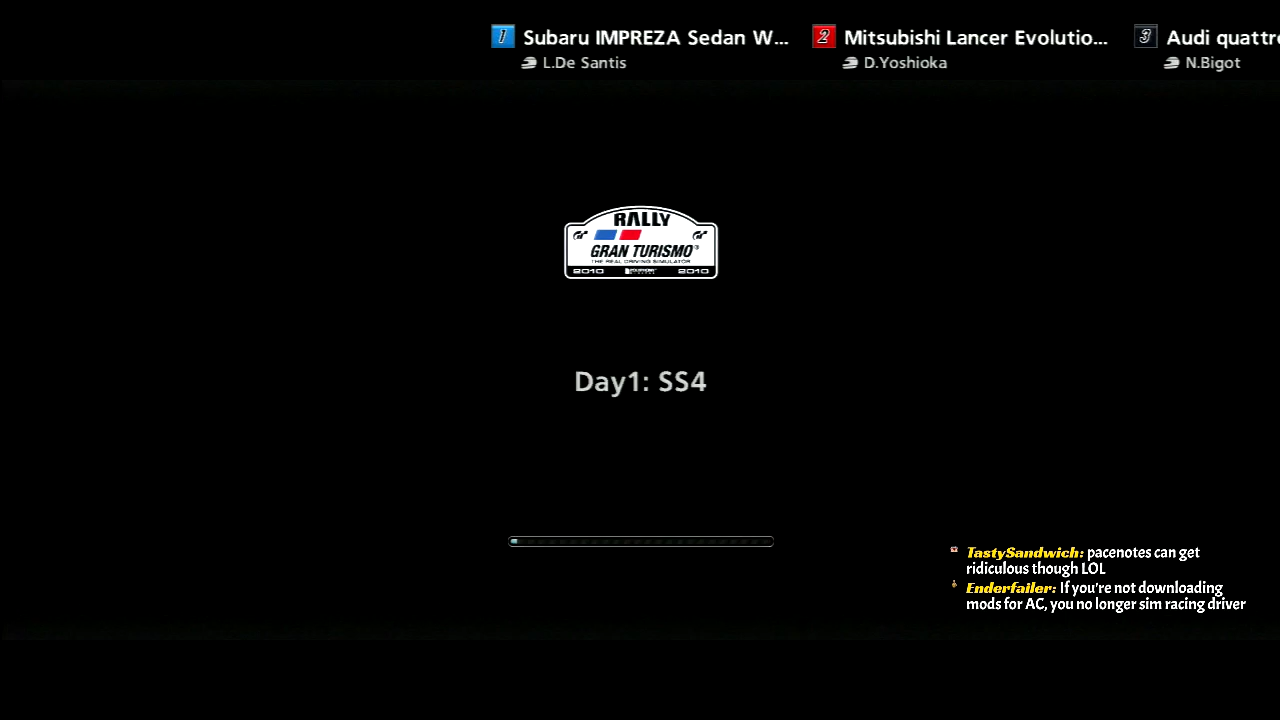 1 Subaru IMPREZA Sedan W...
L.De Santis
2 Mitsubishi Lancer Evolutio...
D.Yoshioka
3 Audi quattro
N.Bigot
RALLY
GRAN TURISMO
THE REAL DRIVING SIMULATOR
2010 2010
Day1: SS4
TastySandwich: pacenotes can get
ridiculous though LOL
Enderfailer: If you're not downloading
mods for AC, you no longer sim racing driver